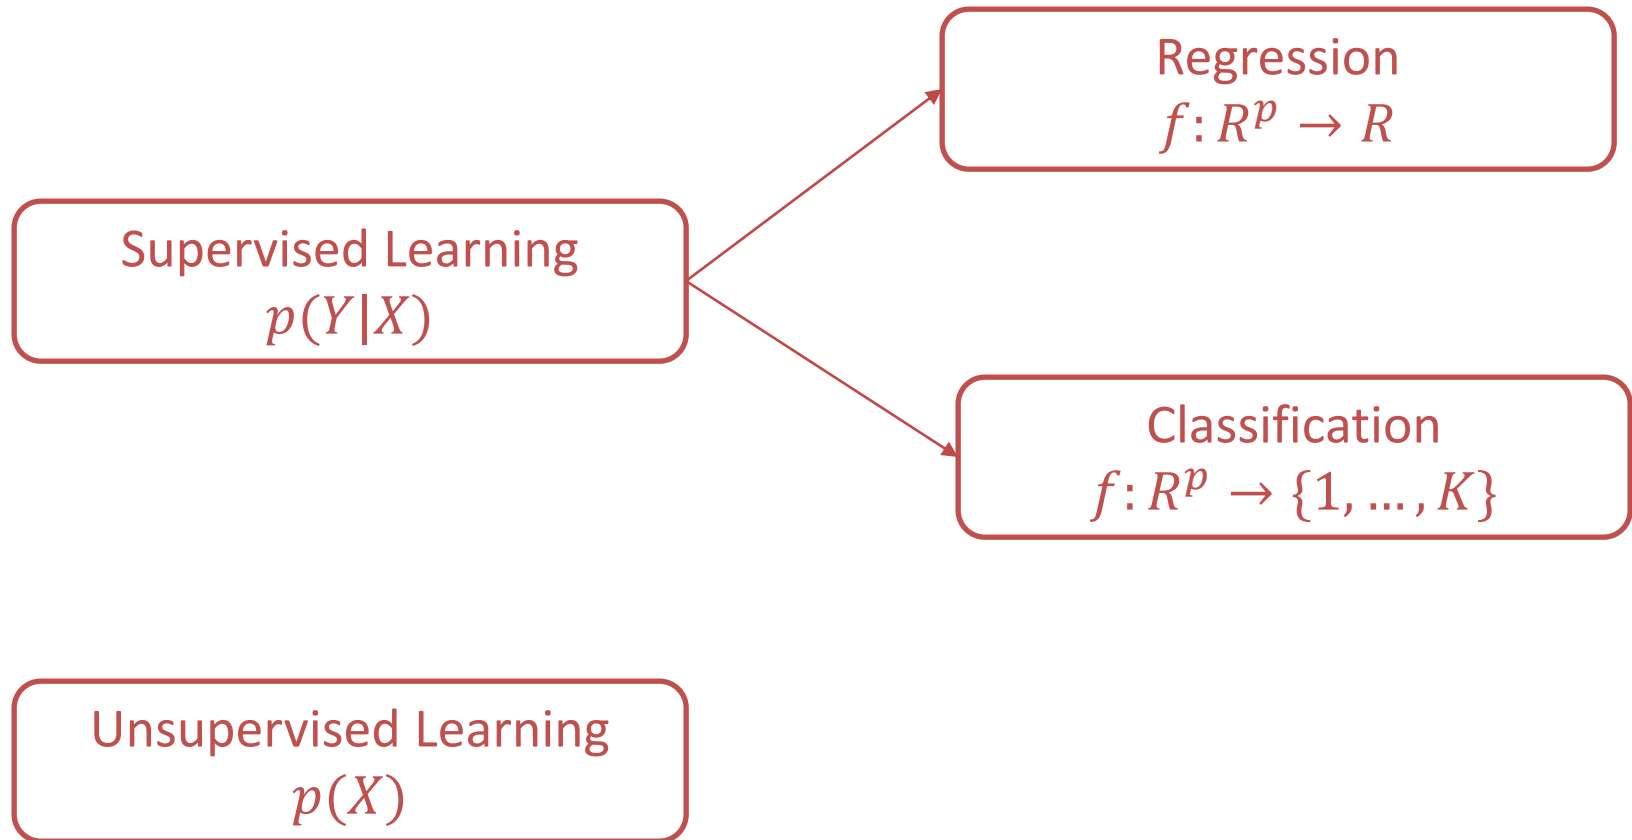 Regression
f: R^p → R
Supervised Learning
p(Y|X)
Classification
f: R^p → {1, … , K}
Unsupervised Learning
p(X)